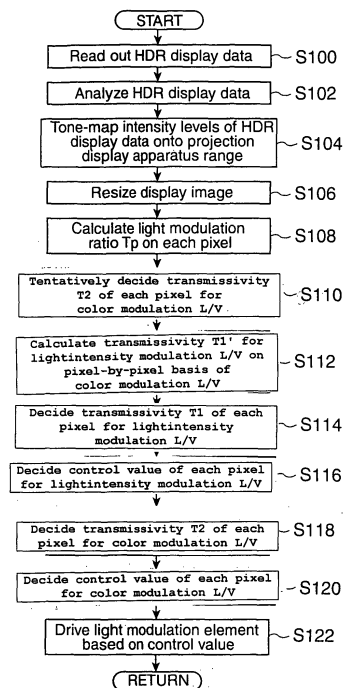 START
Read out HDR display data
S100
Analyze HDR display data
S102
Tone-map intensity levels of HDR
display data onto projection
display apparatus range
S104
Resize display image
S106
Calculate light modulation
ratio Tp on each pixel
S108
Tentatively decide transmissivity
T2 of each pixel for
color modulation L/V
S110
Calculate transmissivity T1' for
lightintensity modulation L/V on
pixel-by-pixel basis of
color modulation L/V
S112
Decide transmissivity T1 of each
pixel for lightintensity
modulation L/V
S114
Decide control value of each pixel
for lightintensity modulation L/V
S116
Decide transmissivity T2 of each
pixel for color modulation L/V
S118
Decide control value of each pixel
for color modulation L/V
S120
Drive light modulation element
based on control value
S122
RETURN